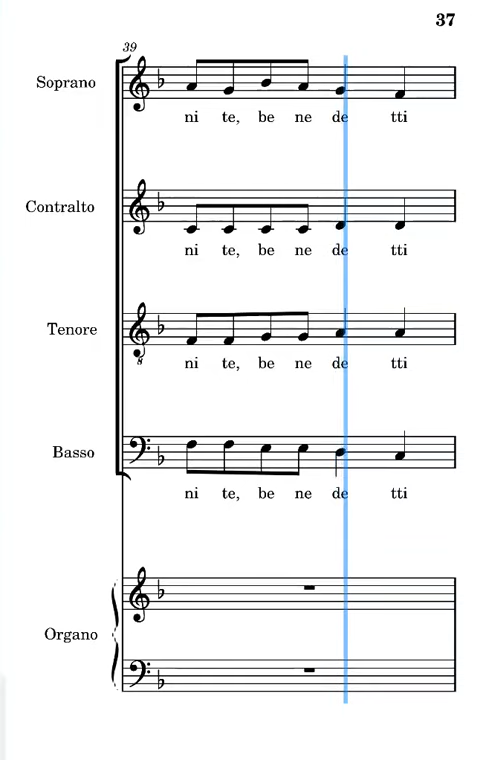 37
39
Soprano
ni te, be ne de tti
Contralto
ni te, be ne de tti
Tenore
8
ni te, be ne de tti
Basso
ni te, be ne de tti
Organo